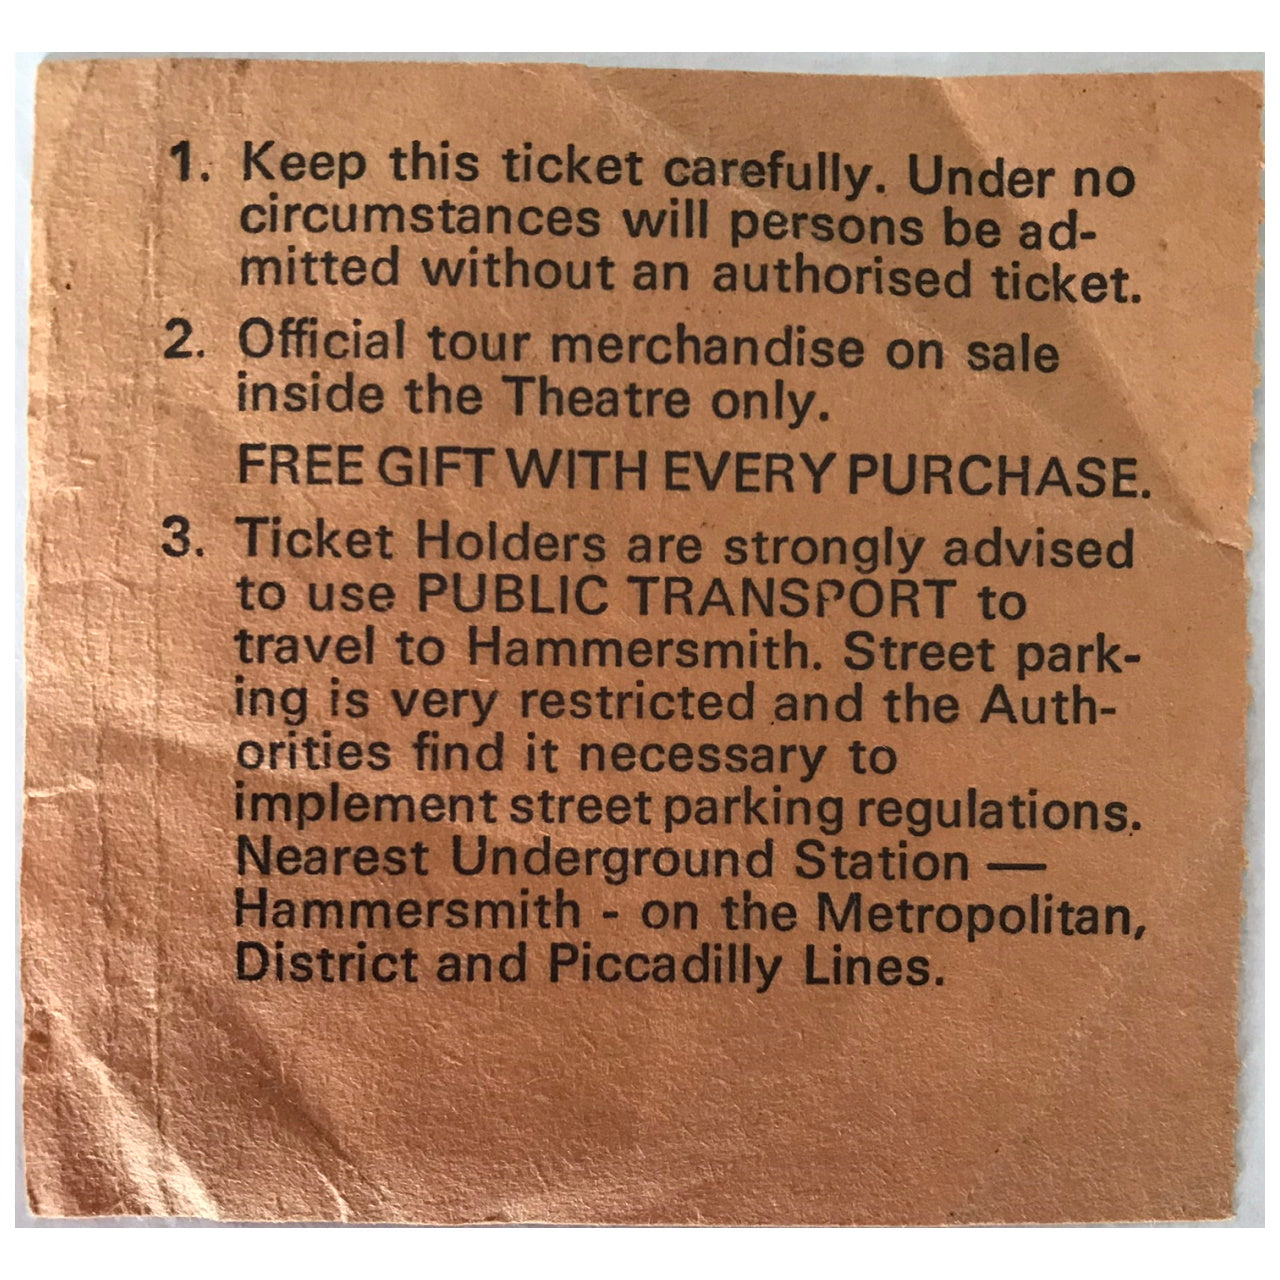 1. Keep this ticket carefully. Under no
circumstances will persons be ad-
mitted without an authorised ticket.
2. Official tour merchandise on sale
inside the Theatre only.
FREE GIFT WITH EVERY PURCHASE.
3. Ticket Holders are strongly advised
to use PUBLIC TRANSPORT to
travel to Hammersmith. Street park-
ing is very restricted and the Auth-
orities find it necessary to
implement street parking regulations.
Nearest Underground Station —
Hammersmith - on the Metropolitan,
District and Piccadilly Lines.